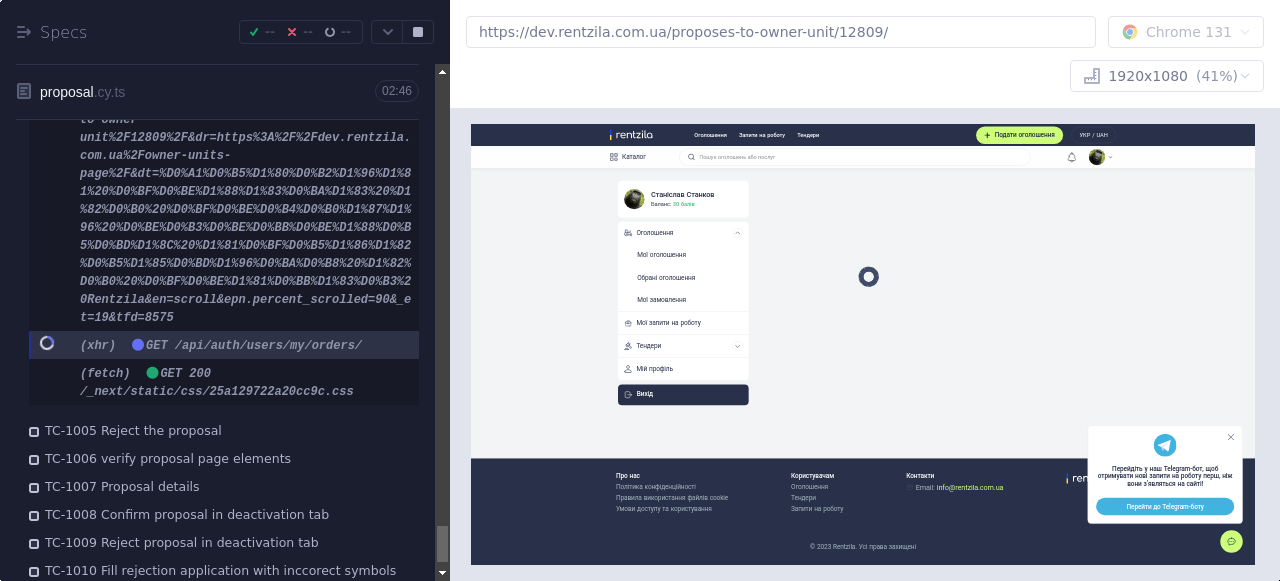 Specs
-- -- --
proposal.cy.ts
02:46
to-owner-
unit%2F12809%2F&dr=https%3A%2F%2Fdev.rentzila.
com.ua%2Fowner-units-
page%2F&dt=%D0%A1%D0%B5%D1%80%D0%B2%D1%96%D1%8
1%20%D0%BF%D0%BE%D1%88%D1%83%D0%BA%D1%83%20%D1
%82%D0%B0%20%D0%BF%D0%BE%D0%B4%D0%B0%D1%87%D1%
96%20%D0%BE%D0%B3%D0%BE%D0%BB%D0%BE%D1%88%D0%B
5%D0%BD%D1%8C%20%D1%81%D0%BF%D0%B5%D1%86%D1%82
%D0%B5%D1%85%D0%BD%D1%96%D0%BA%D0%B8%20%D1%82%
D0%B0%20%D0%BF%D0%BE%D1%81%D0%BB%D1%83%D0%B3%2
0Rentzila&en=scroll&epn.percent_scrolled=90&_e
t=19&tfd=8575
(xhr) GET /api/auth/users/my/orders/
(fetch) GET 200
/_next/static/css/25a129722a20cc9c.css
TC-1005 Reject the proposal
TC-1006 verify proposal page elements
TC-1007 Proposal details
TC-1008 Confirm proposal in deactivation tab
TC-1009 Reject proposal in deactivation tab
TC-1010 Fill rejection application with inccorect symbols
https://dev.rentzila.com.ua/proposes-to-owner-unit/12809/
Chrome 131
1920x1080 (41%)
rentzila
Оголошення
Запити на роботу
Тендери
+ Подати оголошення
УКР / UAH
Каталог
Пошук оголошень або послуг
Станіслав Станков
Баланс: 30 балів
Оголошення
Мої оголошення
Обрані оголошення
Мої замовлення
Мої запити на роботу
Тендери
Мій профіль
Вихід
Перейдіть у наш Telegram-бот, щоб
отримувати нові запити на роботу перш, ніж
вони з'являться на сайті!
Перейти до Telegram-боту
Про нас
Політика конфіденційності
Правила використання файлів cookie
Умови доступу та користування
Користувачам
Оголошення
Тендери
Запити на роботу
Контакти
Email: info@rentzila.com.ua
© 2023 Rentzila. Усі права захищені